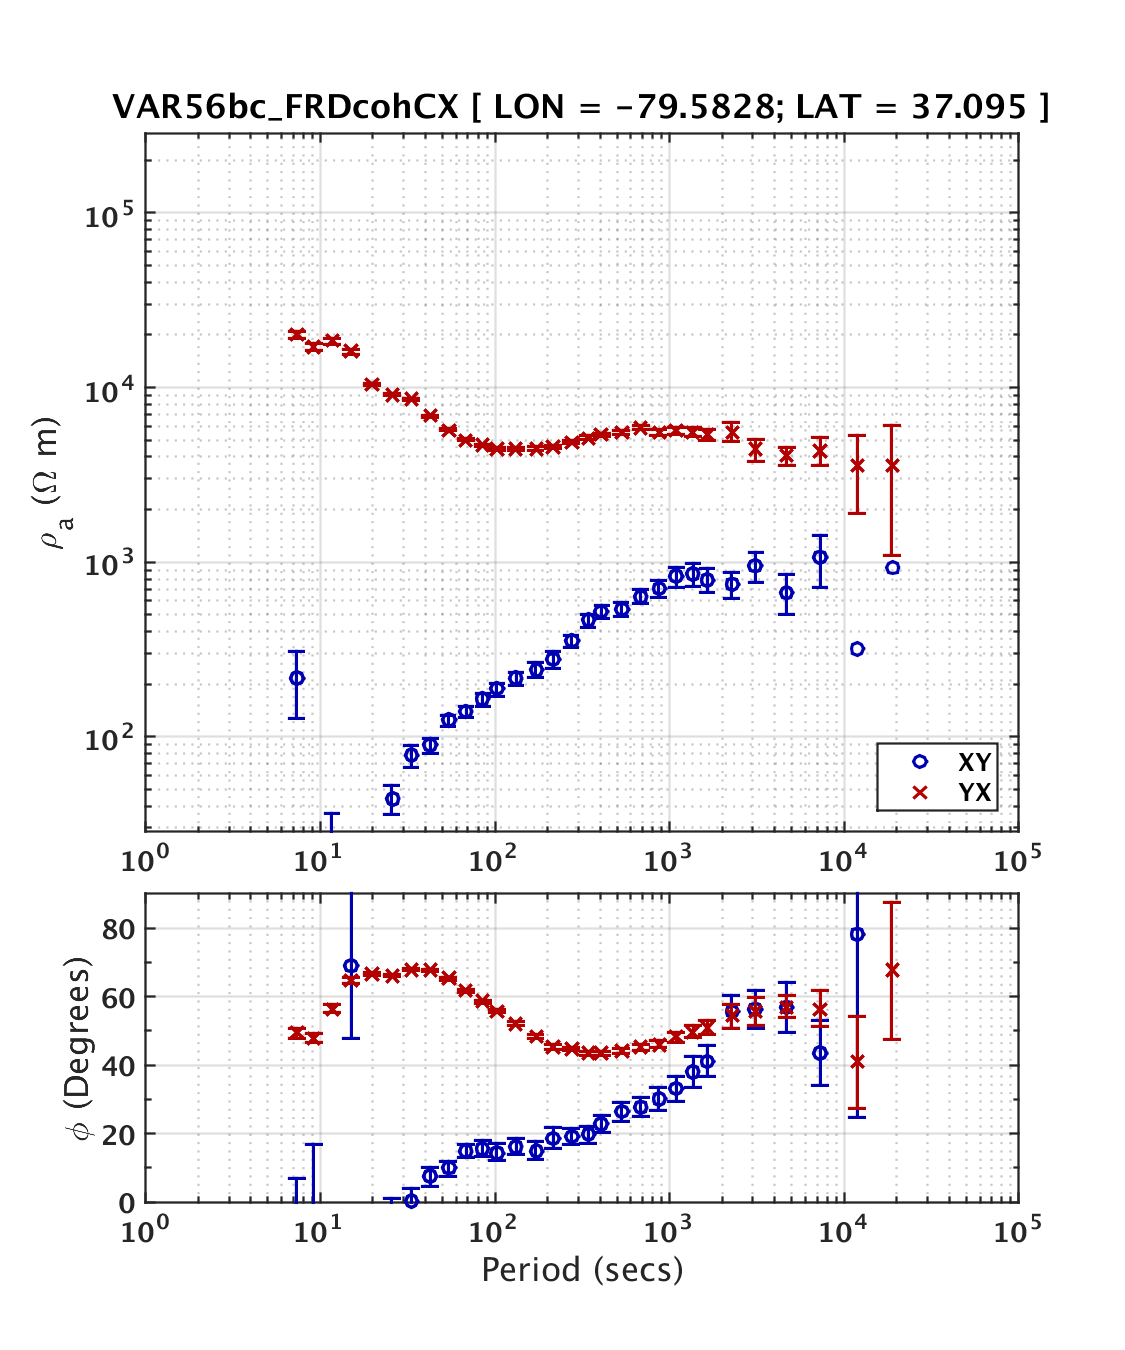 VAR56bc_FRDcohCX [ LON = -79.5828; LAT = 37.095 ]
10^5
10^4
10^3
10^2
ρ_a (Ω m)
XY
YX
10^0 10^1 10^2 10^3 10^4 10^5
80
60
40
20
0
ϕ (Degrees)
10^0 10^1 10^2 10^3 10^4 10^5
Period (secs)